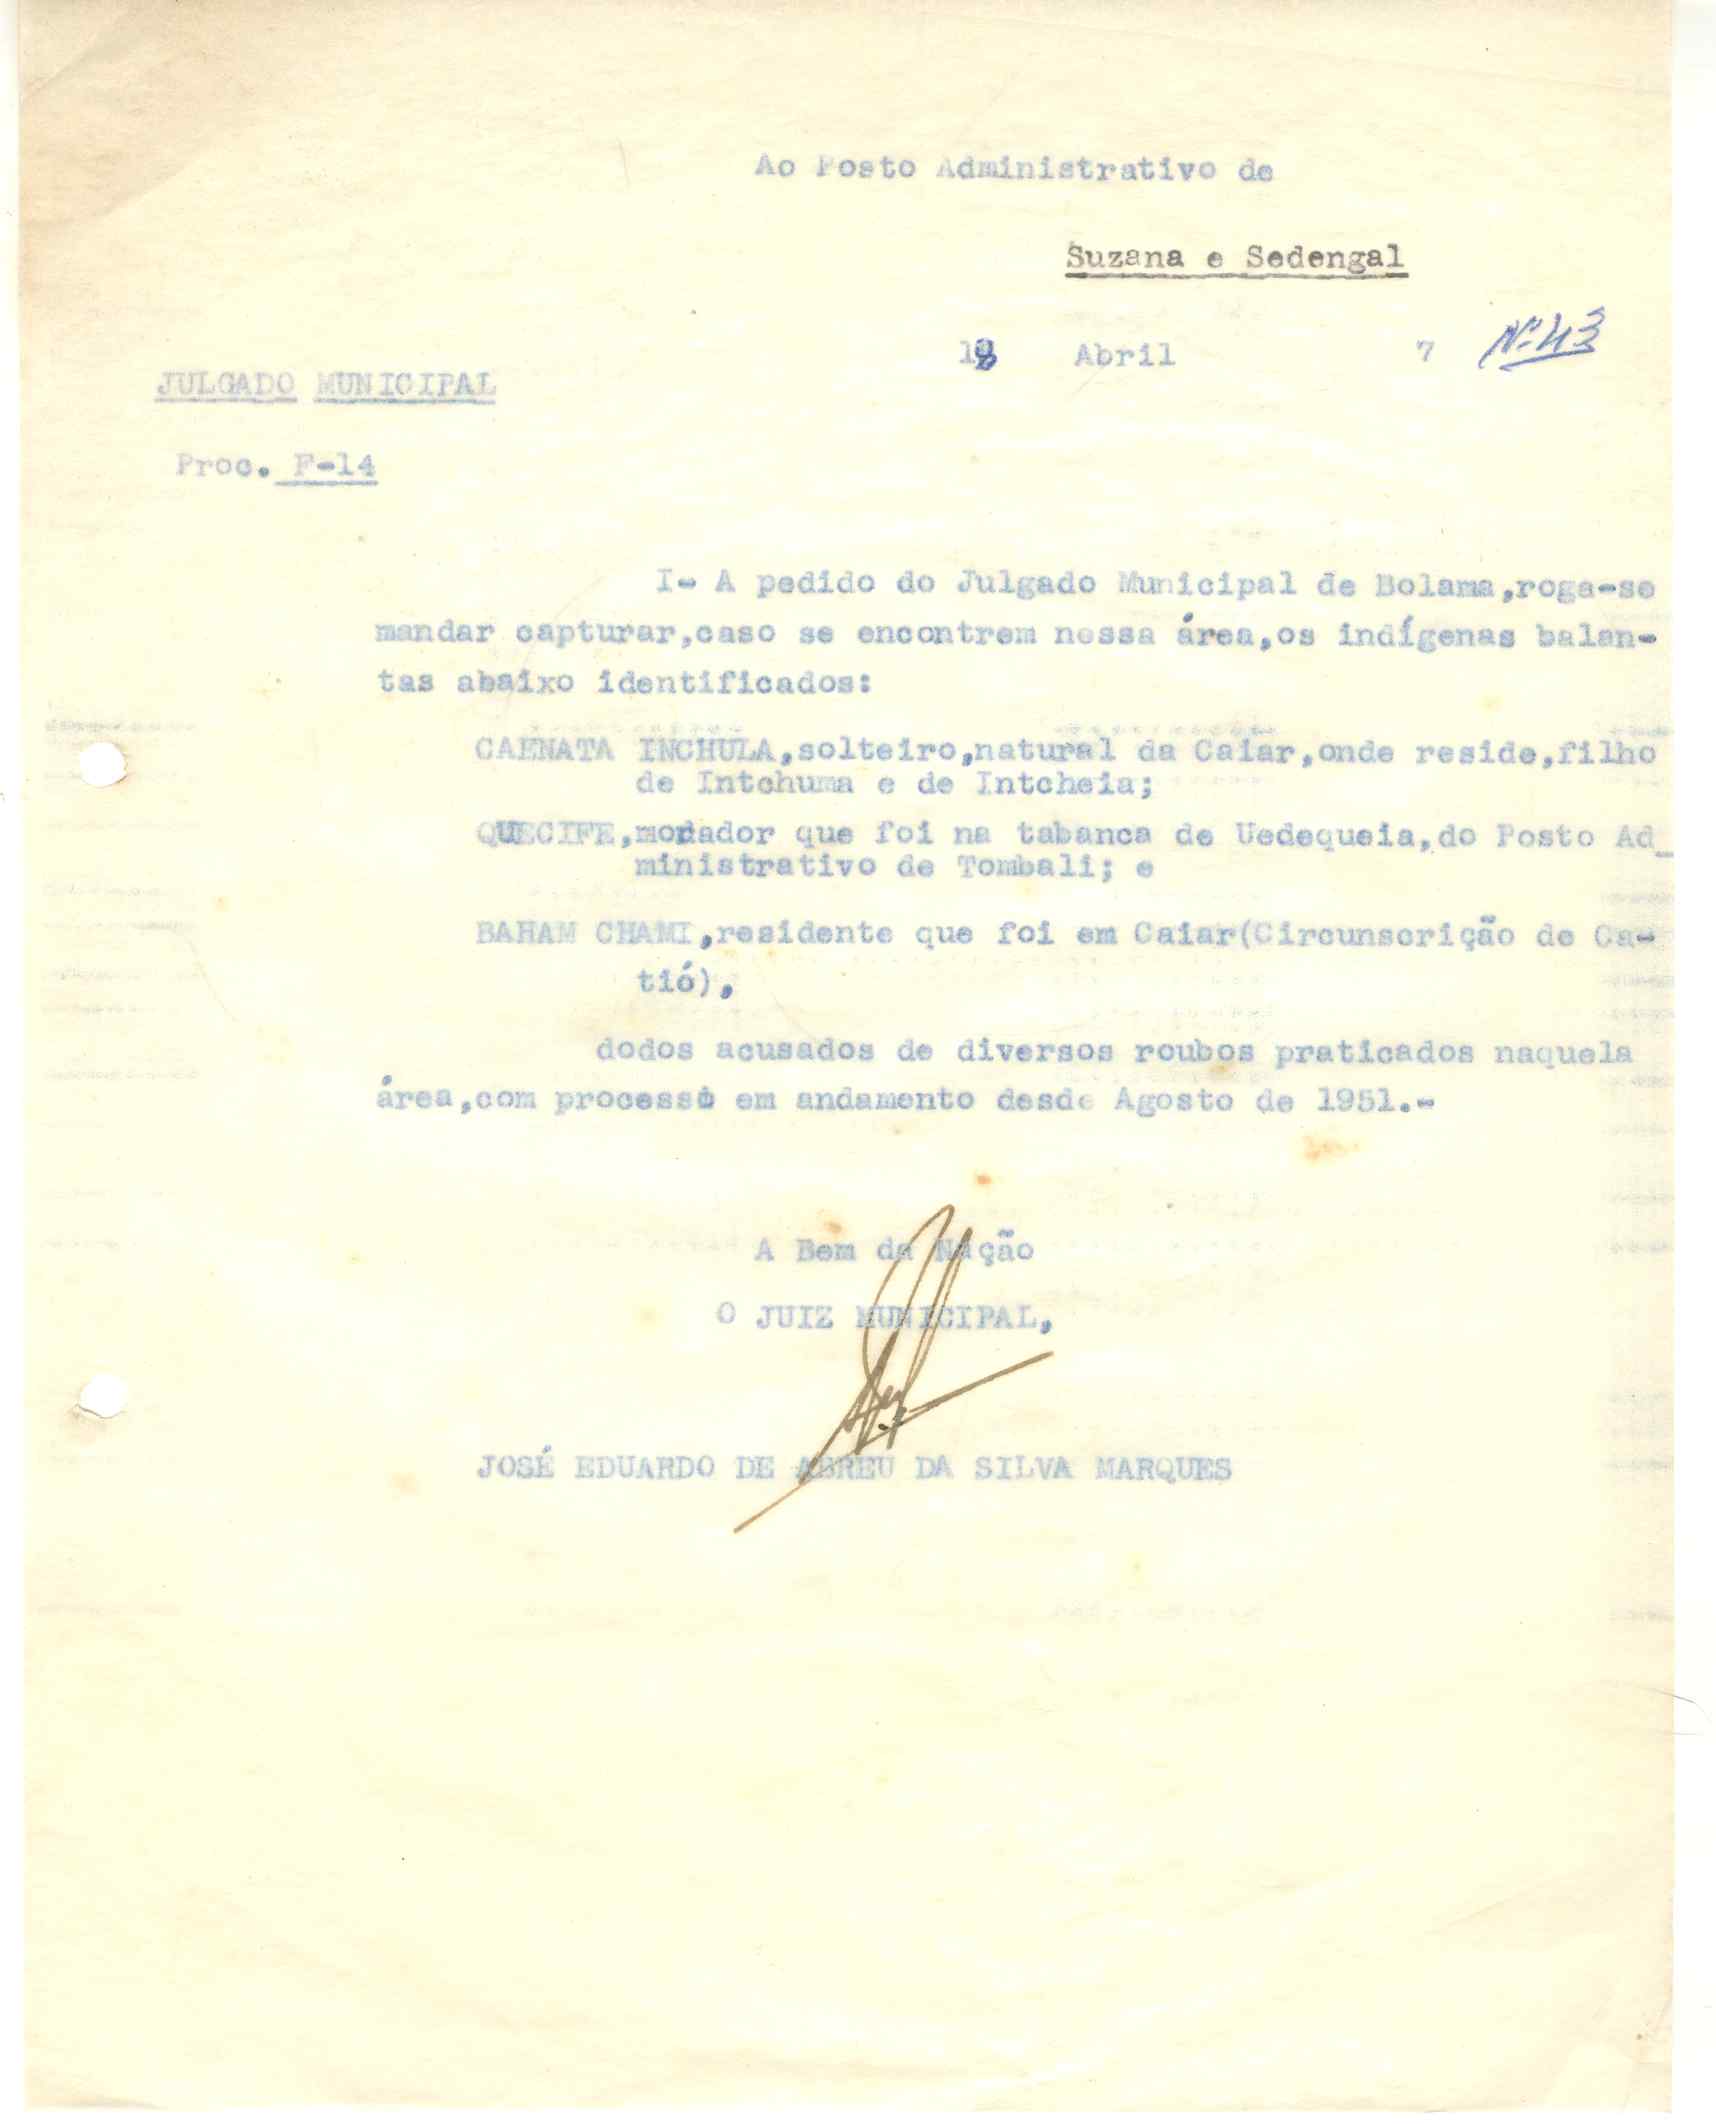 Ao Posto Administrativo de
Suzana e Sedengal
18 Abril 7 Nº 43
JULGADO MUNICIPAL
Proc. F-14
I- A pedido do Julgado Municipal de Bolama,roga-se
mandar capturar,caso se encontrem nessa área,os indígenas balan-
tas abaixo identificados:
CAENATA INCHULA,solteiro,natural da Caiar,onde reside,filho
de Intchuma e de Intcheia;
QUECIFE,morador que foi na tabanca de Uedequeia,do Posto Ad_
ministrativo de Tombali; e
BAHAM CHAMI,residente que foi em Caiar(Circunscrição de Ca-
tió),
dodos acusados de diversos roubos praticados naquela
área,com processo em andamento desde Agosto de 1951.-
A Bem da Nação
O JUIZ MUNICIPAL,
JOSÉ EDUARDO DE ABREU DA SILVA MARQUES